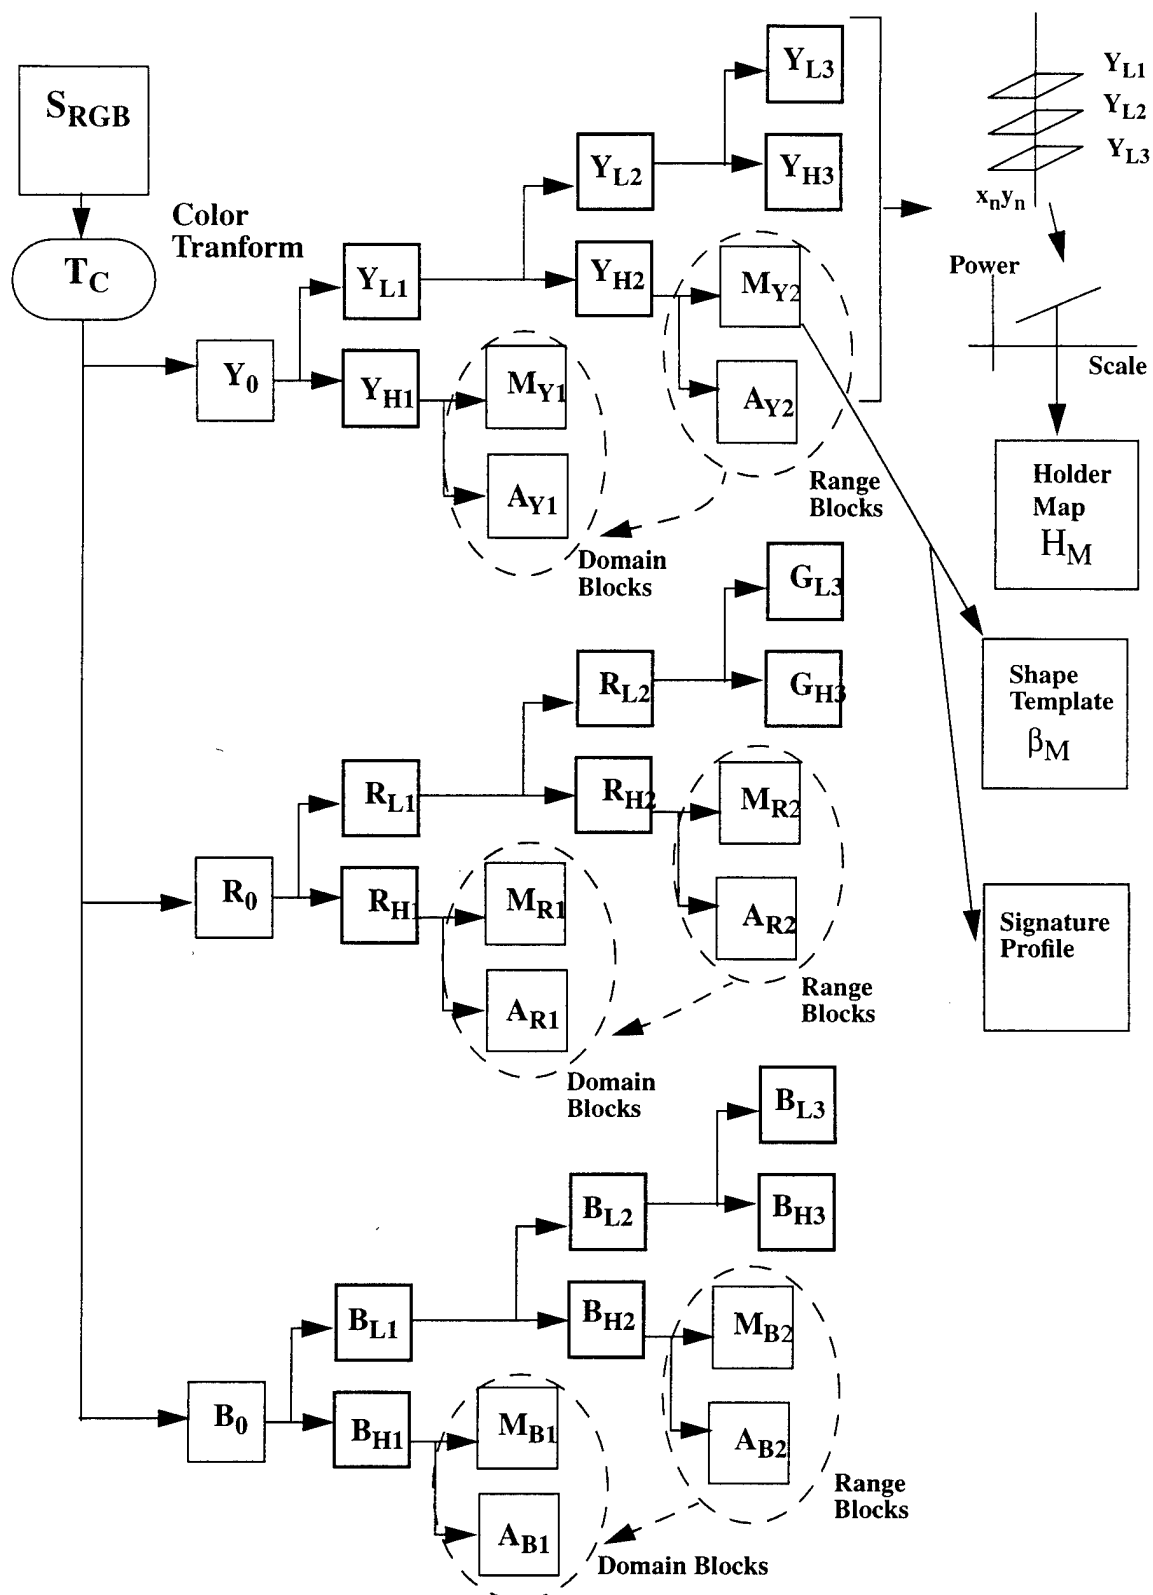 S_RGB
Color
Tranform
T_C
Y_0
Y_L1
Y_H1
Y_L2
Y_H2
Y_L3
Y_H3
M_Y1
A_Y1
M_Y2
A_Y2
Domain
Blocks
Range
Blocks
Y_L1
Y_L2
Y_L3
x_ny_n
Power
Scale
Holder
Map
H_M
Shape
Template
β_M
Signature
Profile
R_0
R_L1
R_H1
R_L2
R_H2
G_L3
G_H3
M_R1
A_R1
M_R2
A_R2
Domain
Blocks
Range
Blocks
B_0
B_L1
B_H1
B_L2
B_H2
B_L3
B_H3
M_B1
A_B1
M_B2
A_B2
Domain Blocks
Range
Blocks